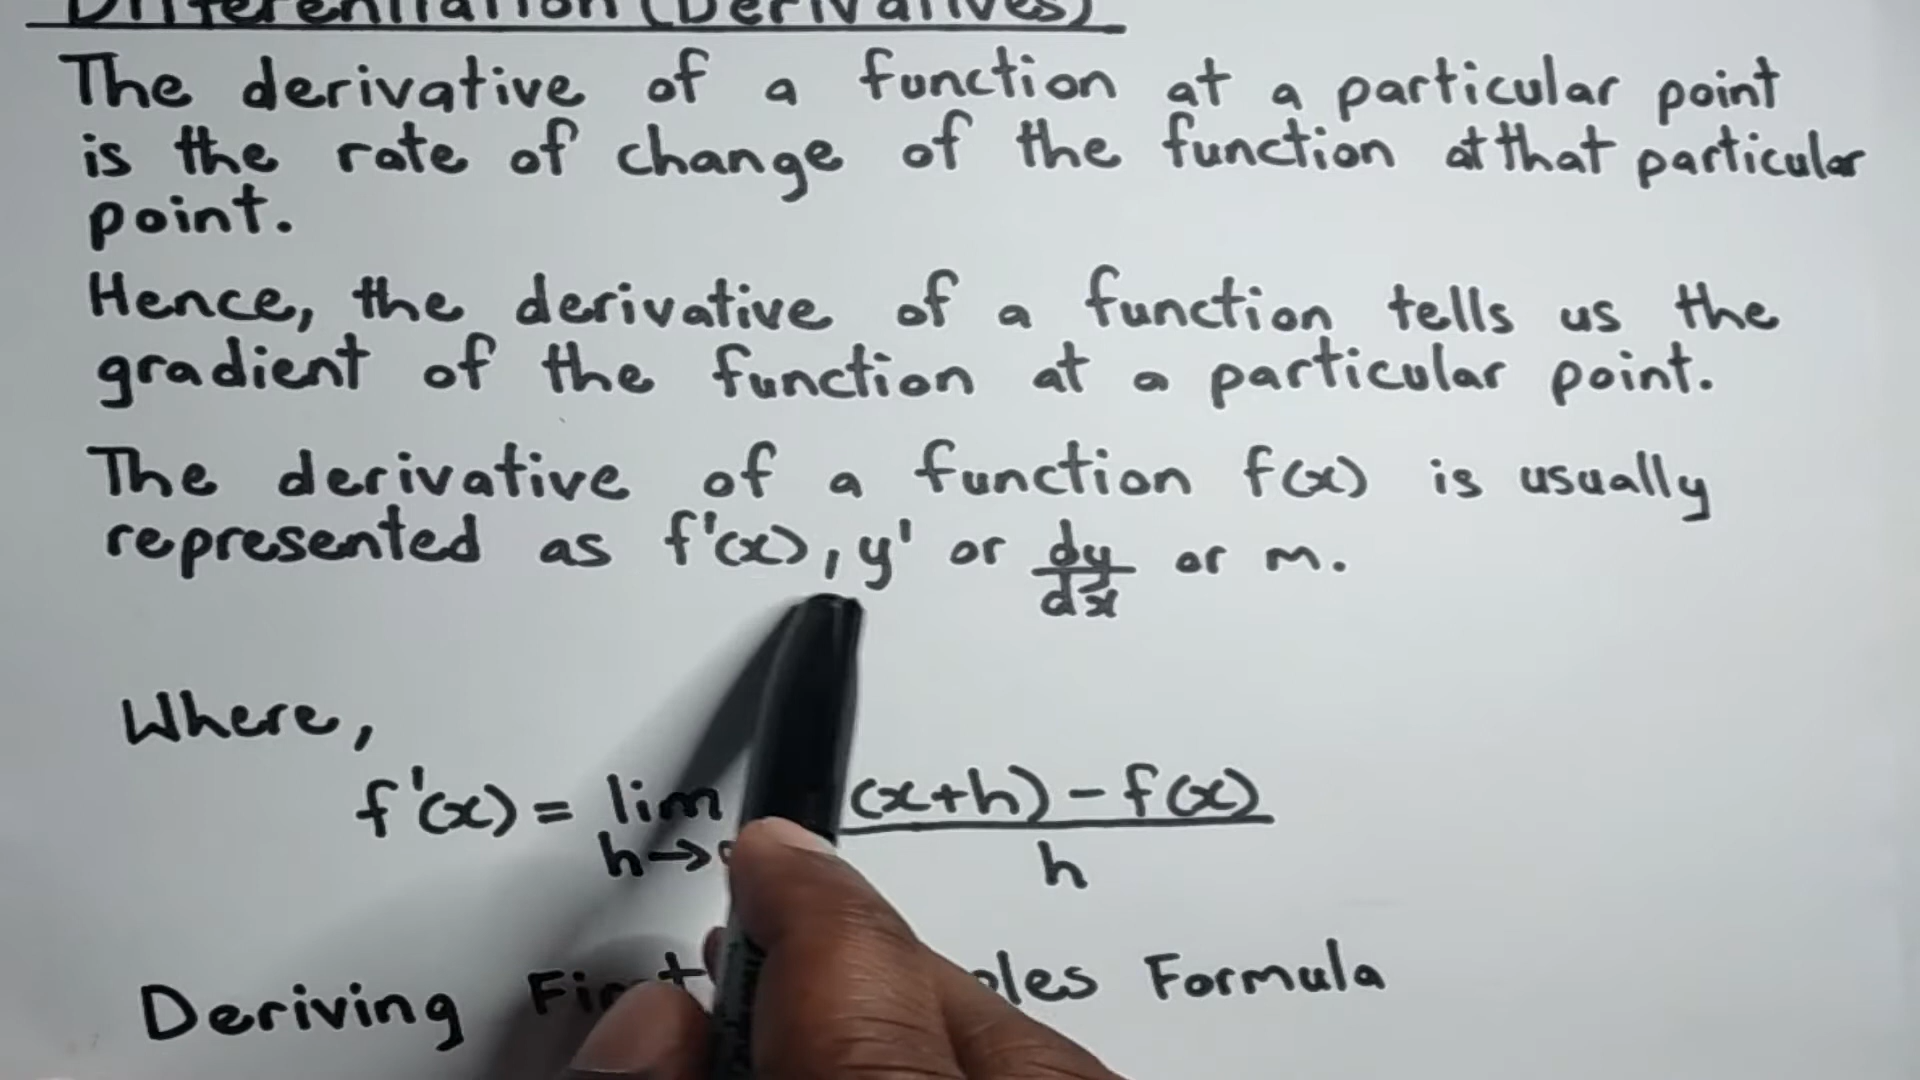 Differentiation (Derivatives)
The derivative of a function at a particular point
is the rate of change of the function at that particular
point.
Hence, the derivative of a function tells us the
gradient of the function at a particular point.
The derivative of a function f(x) is usually
represented as f'(x), y' or dy/dx or m.
Where,
f'(x) = lim (x+h) - f(x)
h→ h
Deriving Formula